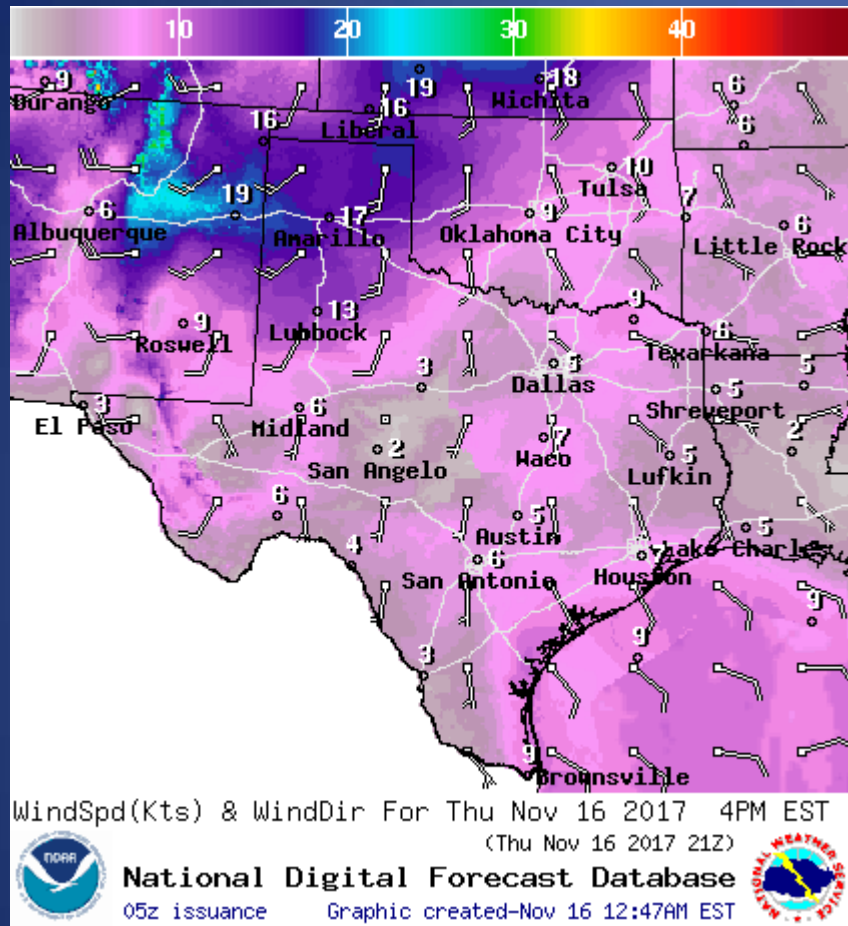 10 20 30 40
9 19 18 6
Durango 16 Wichita
Liberal 6
16
10
Tulsa
6 19 17 9 7 6
Albuquerque Amarillo Oklahoma City Little Rock
9 13 9
Roswell Lubbock 6
Texarkana
3 5 5 5
Dallas
3 6 Shreveport
El Paso Midland 2 7 5 2
San Angelo Waco Lufkin
6 5 5
Austin
4 6 7 Lake Charles
San Antonio Houston
9
9
3
9
Brownsville
WindSpd(Kts) & WindDir For Thu Nov 16 2017 4PM EST
(Thu Nov 16 2017 21Z)
NOAA
National Digital Forecast Database
05z issuance Graphic created-Nov 16 12:47AM EST
NATIONAL WEATHER SERVICE